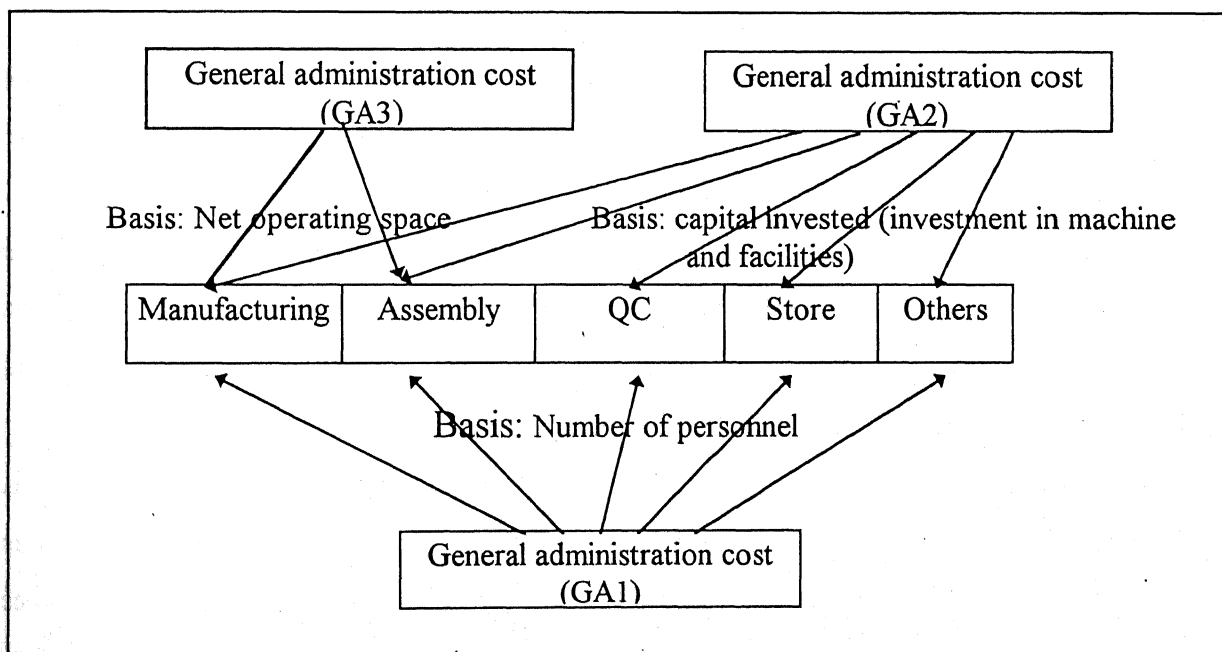 General administration cost
(GA3)
General administration cost
(GA2)
Basis: Net operating space
Basis: capital invested (investment in machine
and facilities)
Manufacturing
Assembly
QC
Store
Others
Basis: Number of personnel
General administration cost
(GA1)